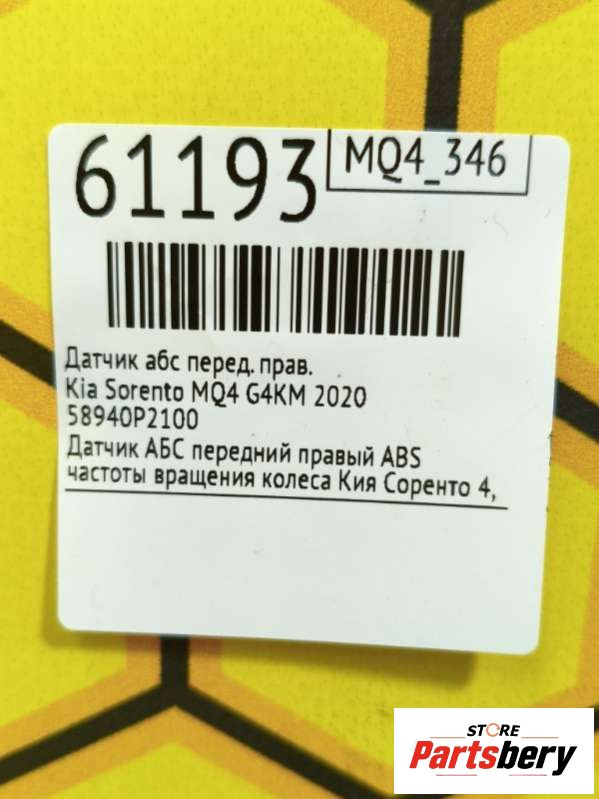 61193
MQ4_346
Датчик абс перед. прав.
Kia Sorento MQ4 G4KM 2020
58940P2100
Датчик АБС передний правый ABS
частоты вращения колеса Кия Соренто 4,
STORE
Partsbery